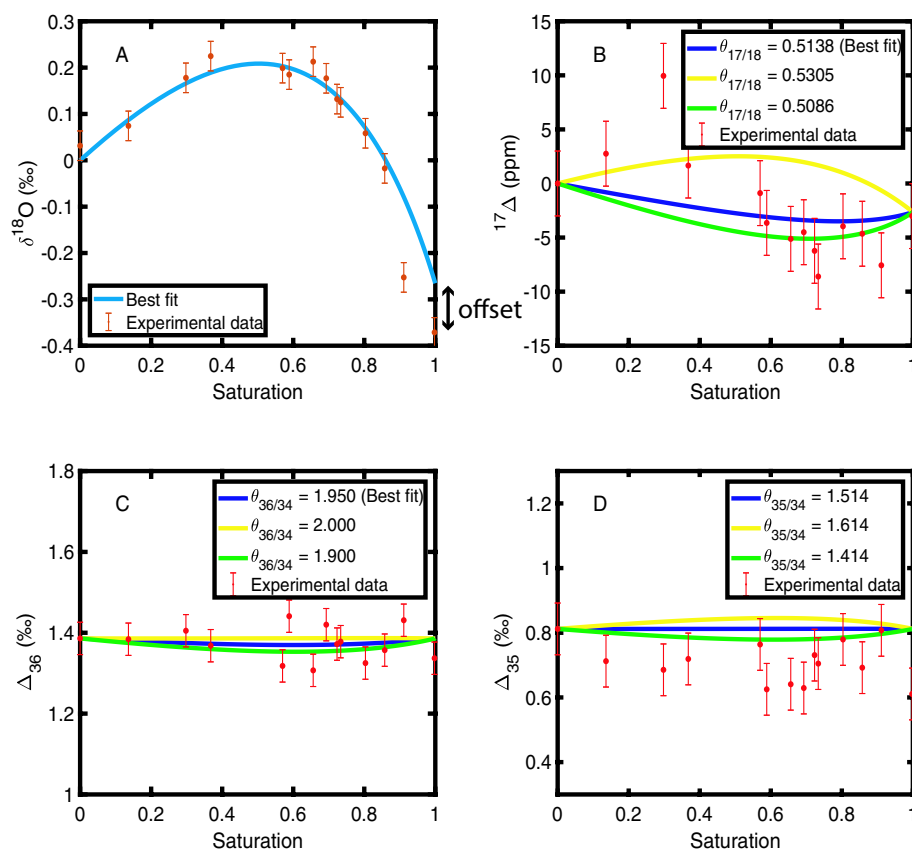 A
0.3
0.2
0.1
0
-0.1
-0.2
-0.3
-0.4
δ18O (‰)
Best fit
Experimental data
offset
0
0.2
0.4
0.6
0.8
1
Saturation
B
15
10
5
0
-5
-10
-15
17Δ (ppm)
θ17/18 = 0.5138 (Best fit)
θ17/18 = 0.5305
θ17/18 = 0.5086
Experimental data
0
0.2
0.4
0.6
0.8
1
Saturation
C
1.8
1.6
1.4
1.2
1
Δ36 (‰)
θ36/34 = 1.950 (Best fit)
θ36/34 = 2.000
θ36/34 = 1.900
Experimental data
0
0.2
0.4
0.6
0.8
1
Saturation
D
1.2
1
0.8
0.6
0.4
Δ35 (‰)
θ35/34 = 1.514
θ35/34 = 1.614
θ35/34 = 1.414
Experimental data
0
0.2
0.4
0.6
0.8
1
Saturation